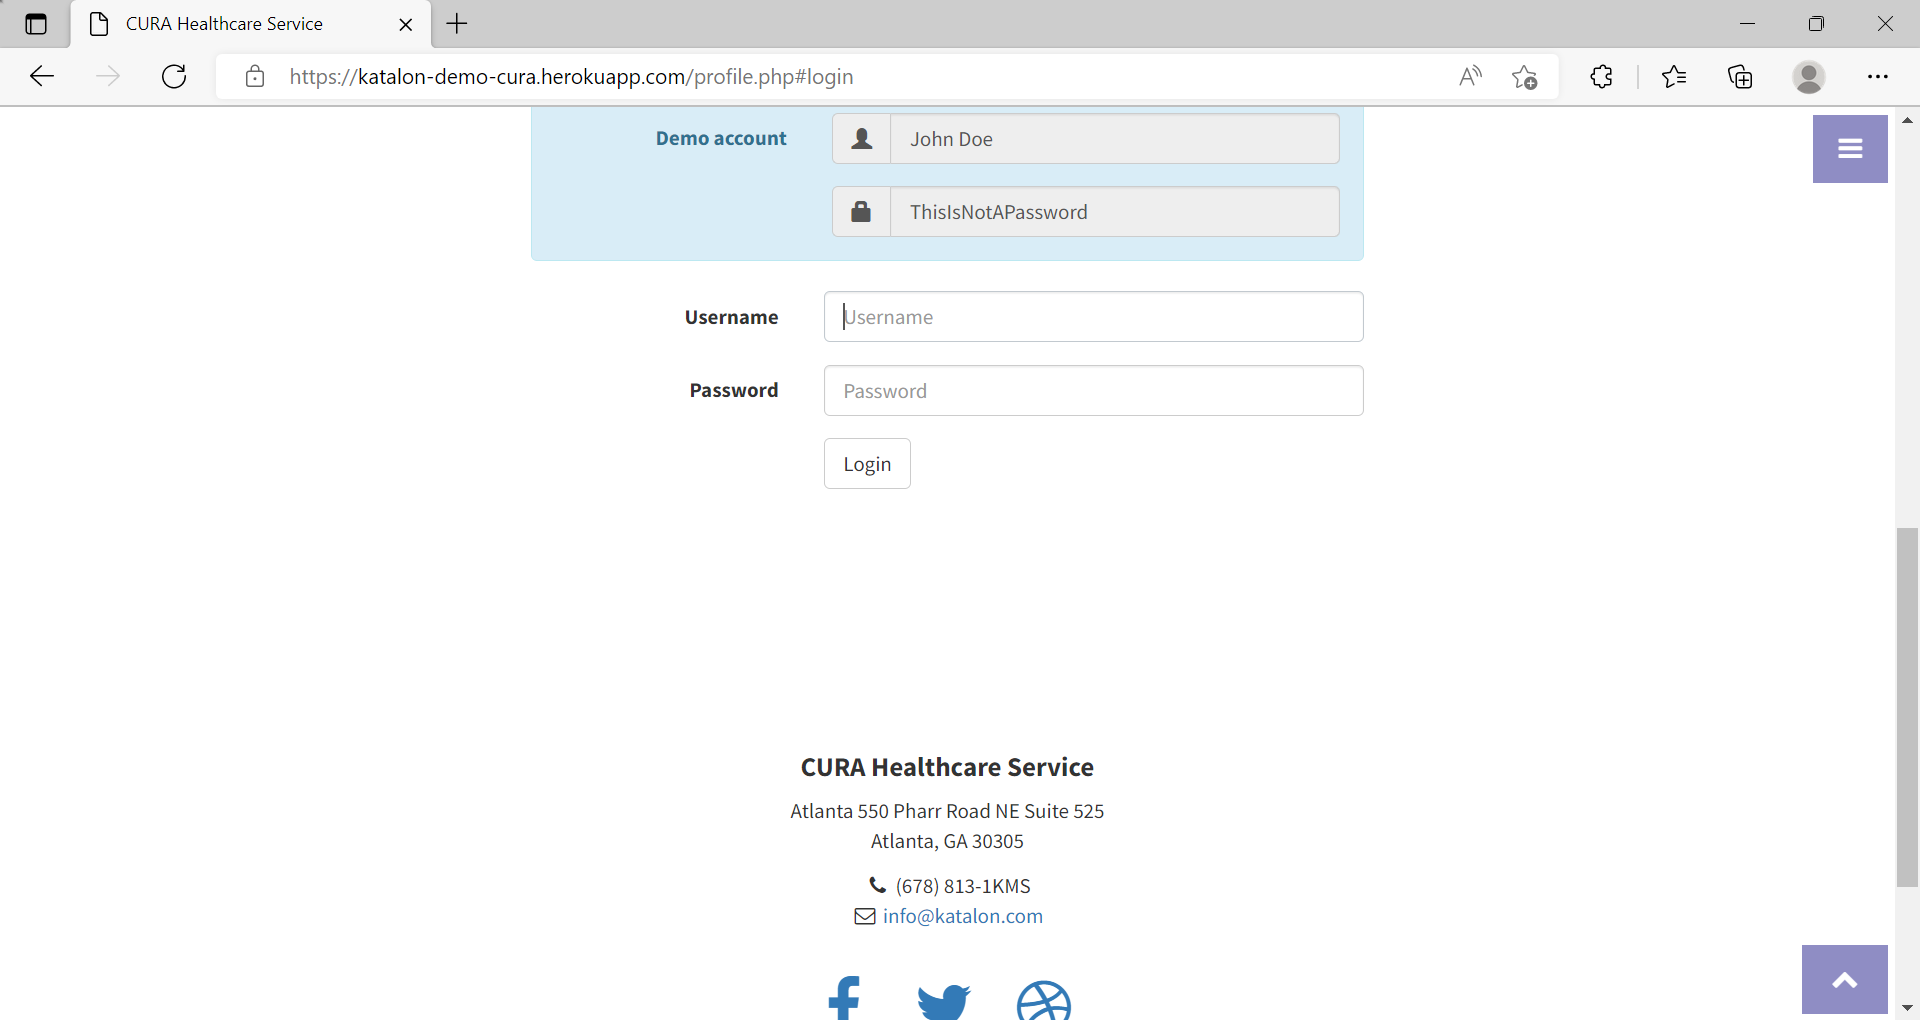 CURA Healthcare Service
https://katalon-demo-cura.herokuapp.com/profile.php#login
Demo account
John Doe
ThisIsNotAPassword
Username
Username
Password
Password
Login
CURA Healthcare Service
Atlanta 550 Pharr Road NE Suite 525
Atlanta, GA 30305
(678) 813-1KMS
info@katalon.com